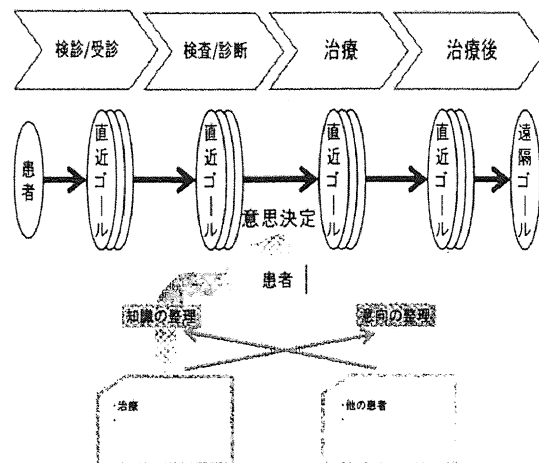 検診/受診
検査/診断
治療
治療後
患者
直近ゴール
直近ゴール
直近ゴール
直近ゴール
遠隔ゴール
意思決定
患者
知識の整理
意向の整理
・治療
・
・他の患者
・